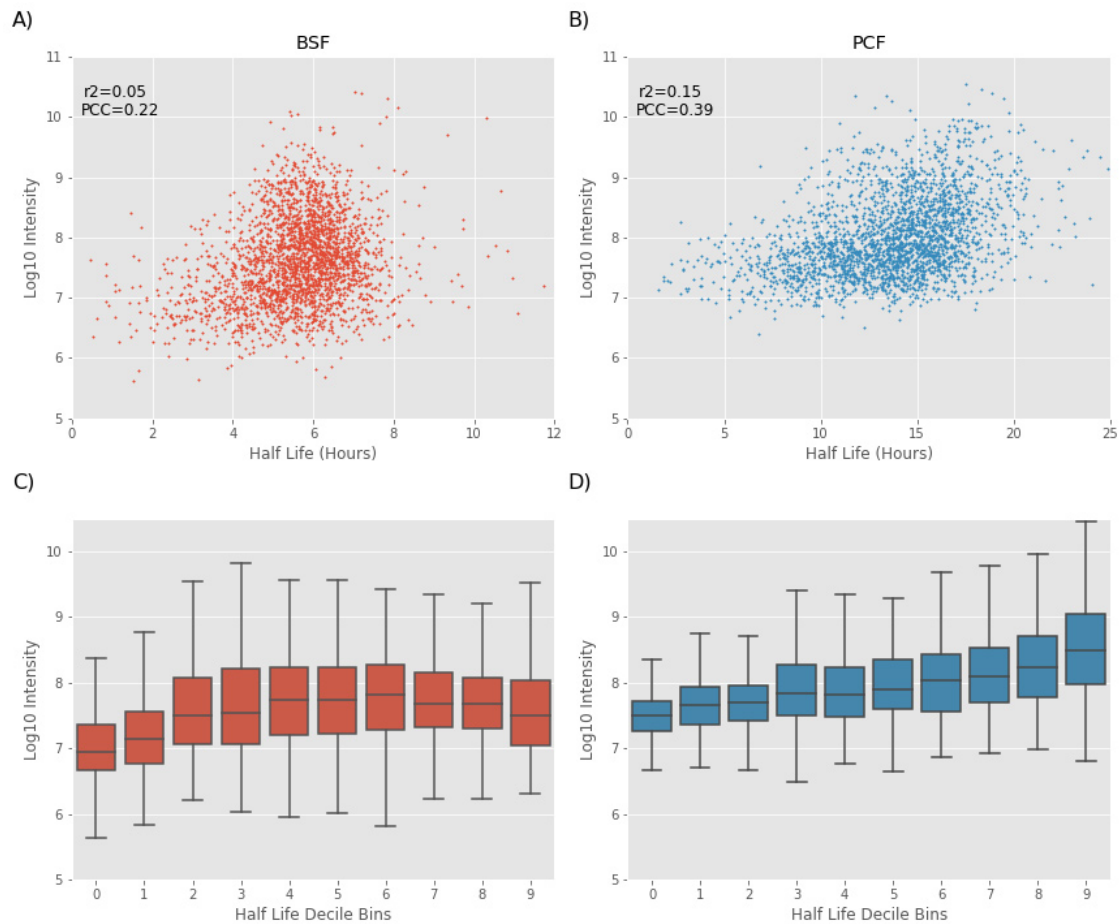 A)
BSF
r2=0.05
PCC=0.22
Log10 Intensity
11
10
9
8
7
6
5
0 2 4 6 8 10 12
Half Life (Hours)
B)
PCF
r2=0.15
PCC=0.39
Log10 Intensity
11
10
9
8
7
6
5
0 5 10 15 20 25
Half Life (Hours)
C)
Log10 Intensity
10
9
8
7
6
5
0 1 2 3 4 5 6 7 8 9
Half Life Decile Bins
D)
Log10 Intensity
10
9
8
7
6
5
0 1 2 3 4 5 6 7 8 9
Half Life Decile Bins